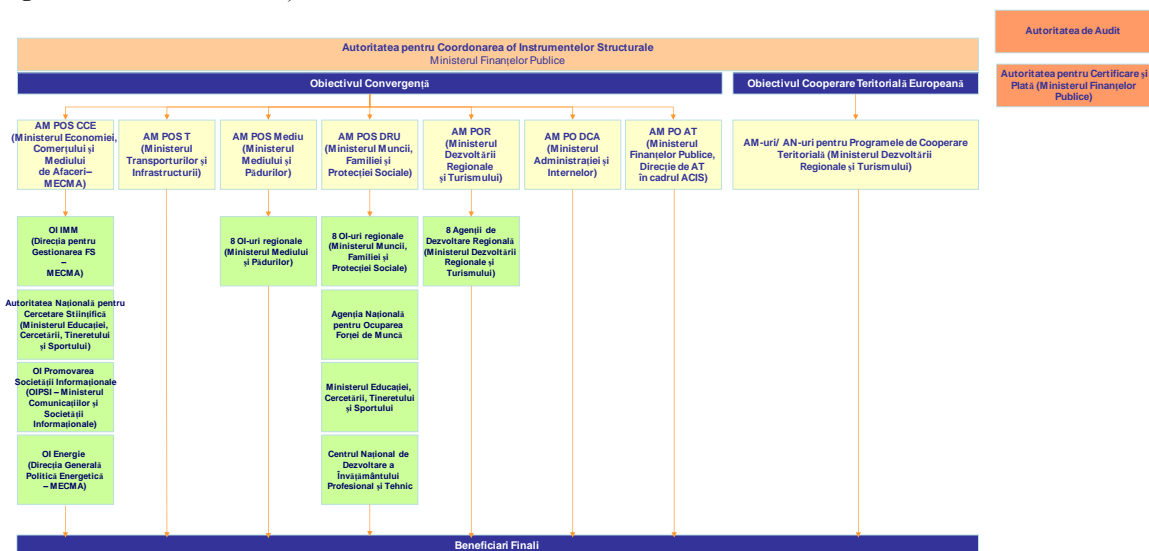 Autoritatea de Audit
Autoritatea pentru Coordonarea of Instrumentelor Structurale
Ministerul Finanțelor Publice
Autoritatea pentru Certificare și
Plată (Ministerul Finanțelor
Publice)
Obiectivul Convergență
Obiectivul Cooperare Teritorială Europeană
AM POS CCE
(Ministerul Economiei,
Comerțului și
Mediului
de Afaceri–
MECMA)
AM POS T
(Ministerul
Transporturilor și
Infrastructurii)
AM POS Mediu
(Ministerul
Mediului și
Pădurilor)
AM POS DRU
(Ministerul Muncii,
Familiei și
Protecției Sociale)
AM POR
(Ministerul
Dezvoltării
Regionale
și Turismului)
AM PO DCA
(Ministerul
Administrației și
Internelor)
AM PO AT
(Ministerul
Finanțelor Publice,
Direcție de AT
în cadrul ACIS)
AM-uri/ AN-uri pentru Programele de Cooperare
Teritorială (Ministerul Dezvoltării
Regionale și Turismului)
OI IMM
(Direcția pentru
Gestionarea FS
–
MECMA)
8 OI-uri regionale
(Ministerul Mediului
și Pădurilor)
8 OI-uri regionale
(Ministerul Muncii,
Familiei și
Protecției Sociale)
8 Agenții de
Dezvoltare Regională
(Ministerul Dezvoltării
Regionale și
Turismului)
Autoritatea Națională pentru
Cercetare Stiințifică
(Ministerul Educației,
Cercetării, Tineretului
și Sportului)
Agenția Națională
pentru Ocuparea
Forței de Muncă
OI Promovarea
Societății Informaționale
(OIPSI – Ministerul
Comunicațiilor și
Societății
Informaționale)
Ministerul Educației,
Cercetării, Tineretului
și Sportului
OI Energie
(Direcția Generală
Politică Energetică
– MECMA)
Centrul Național de
Dezvoltare a
Învățământului
Profesional și Tehnic
Beneficiari Finali